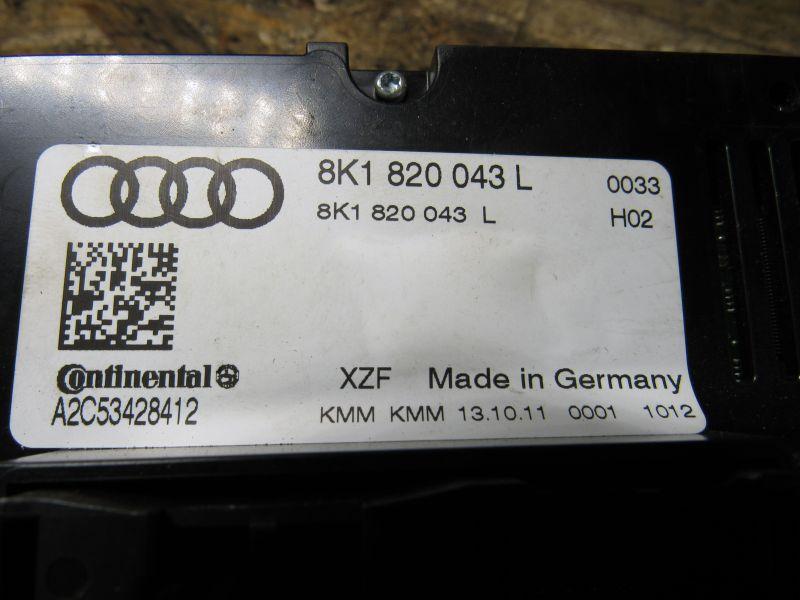 8K1 820 043 L 0033
8K1 820 043 L H02
Continental
A2C53428412
XZF Made in Germany
KMM KMM 13.10.11 0001 1012